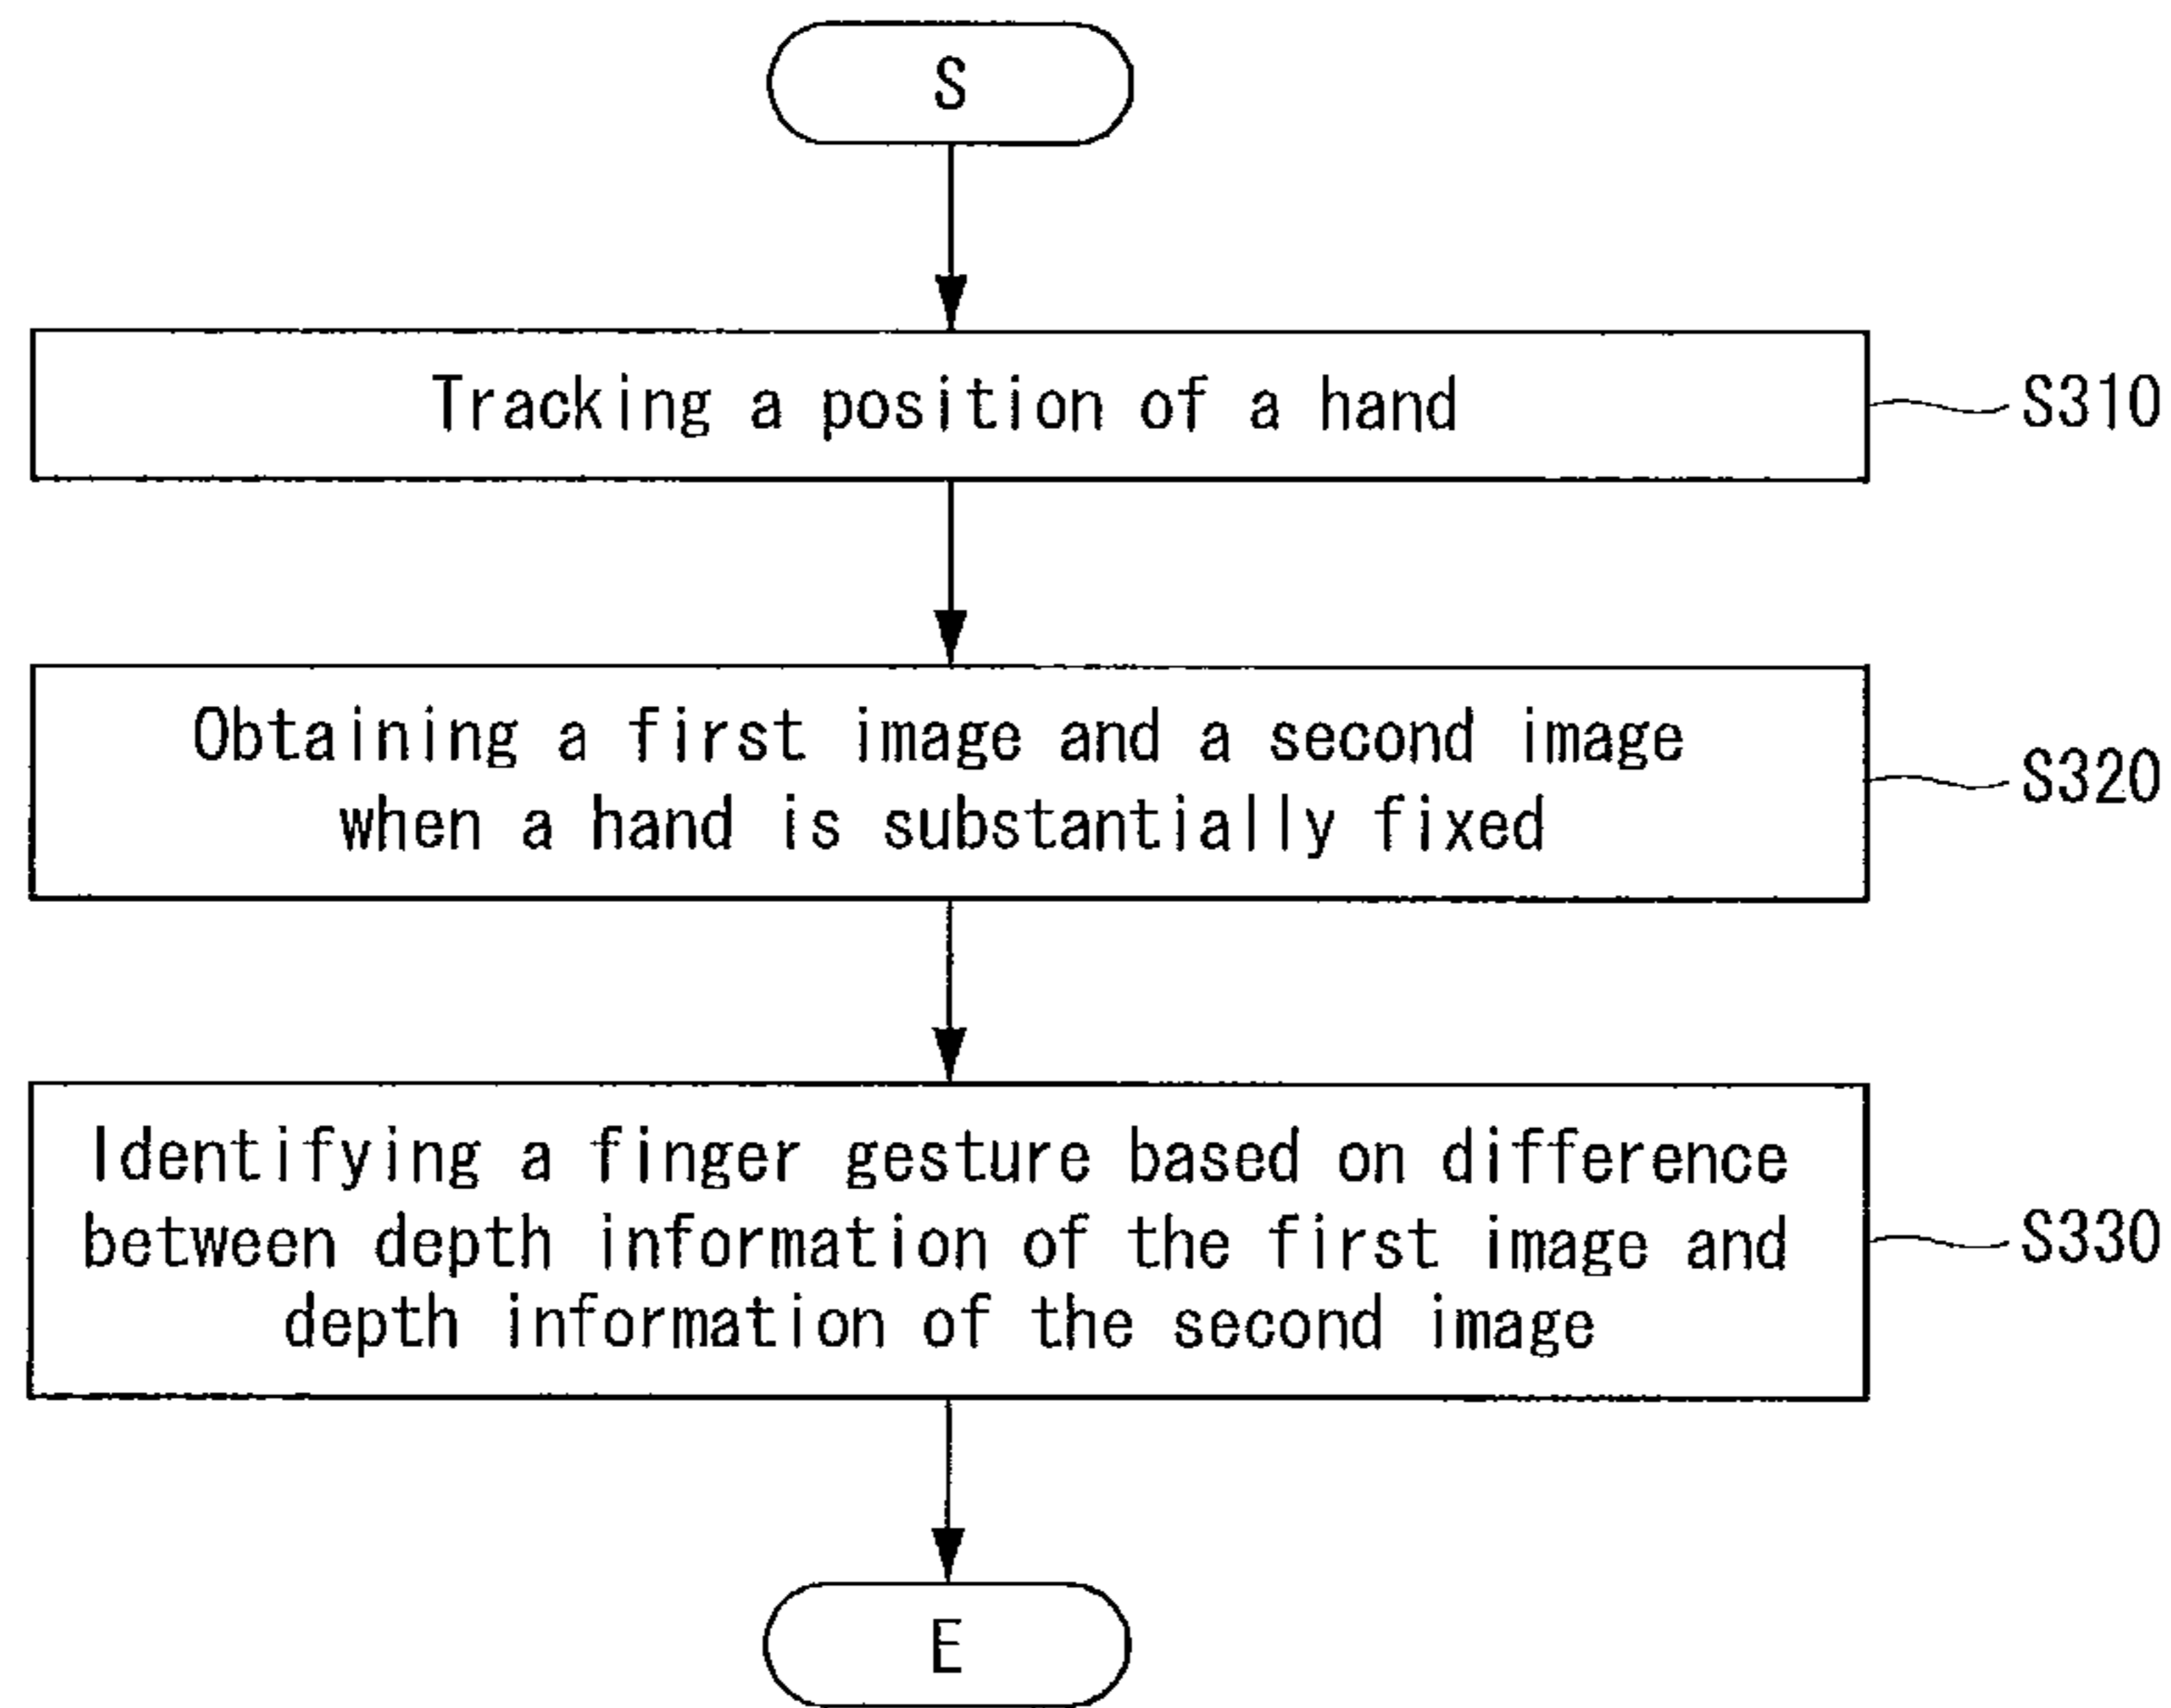 S
Tracking a position of a hand
S310
Obtaining a first image and a second image
when a hand is substantially fixed
S320
Identifying a finger gesture based on difference
between depth information of the first image and
depth information of the second image
S330
E